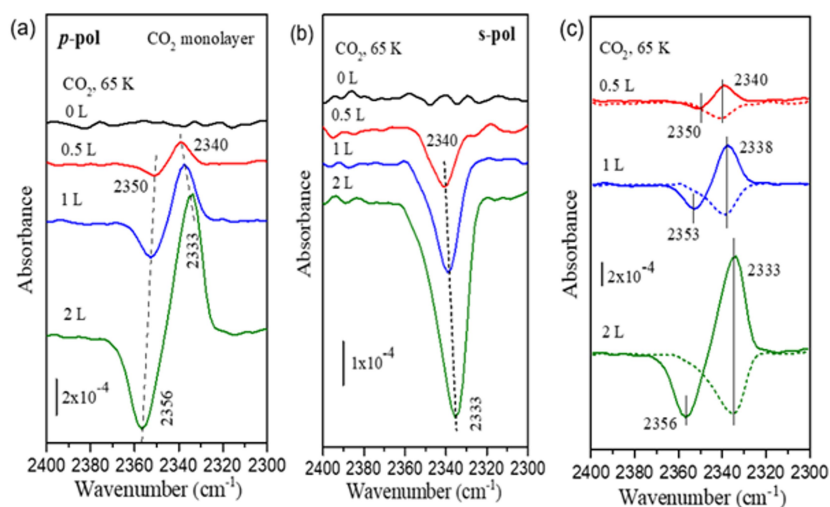 (a)
p-pol
CO2 monolayer
CO2, 65 K
0 L
0.5 L
2340
2350
1 L
2333
2 L
2x10-4
2356
Absorbance
2400 2380 2360 2340 2320 2300
Wavenumber (cm-1)
(b)
s-pol
0 L
0.5 L
2340
1L
2 L
1x10-4
2333
Absorbance
2400 2380 2360 2340 2320 2300
Wavenumber (cm-1)
(c)
CO2, 65 K
0.5 L
2340
2350
1 L
2338
2353
2x10-4
2333
2 L
2356
Absorbance
2400 2380 2360 2340 2320 2300
Wavenumber (cm-1)